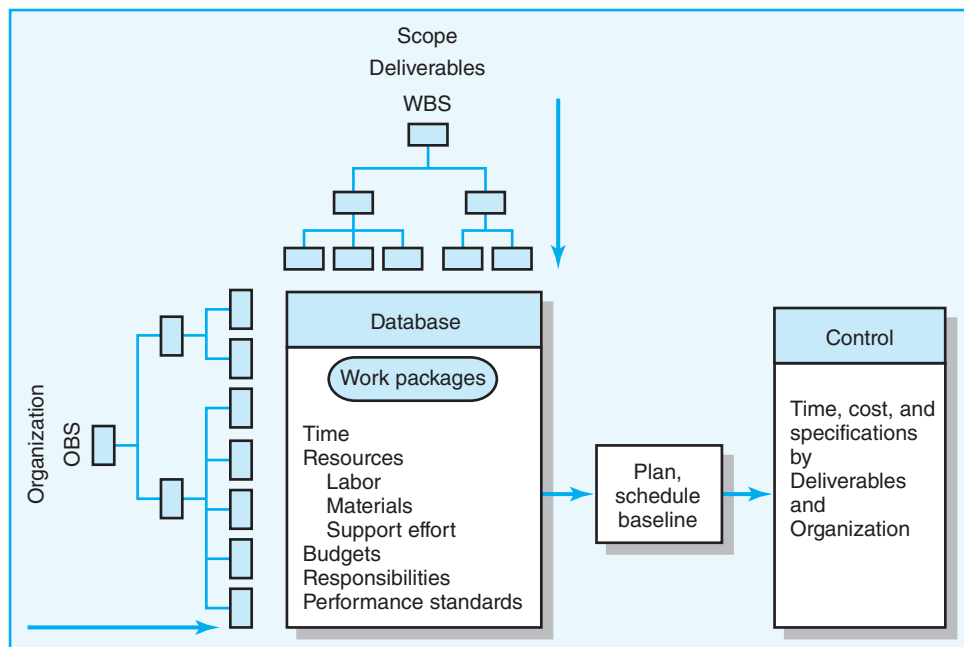 Scope
Deliverables
WBS
Organization
OBS
Database
Work packages
Time
Resources
Labor
Materials
Support effort
Budgets
Responsibilities
Performance standards
Plan,
schedule
baseline
Control
Time, cost, and
specifications
by
Deliverables
and
Organization